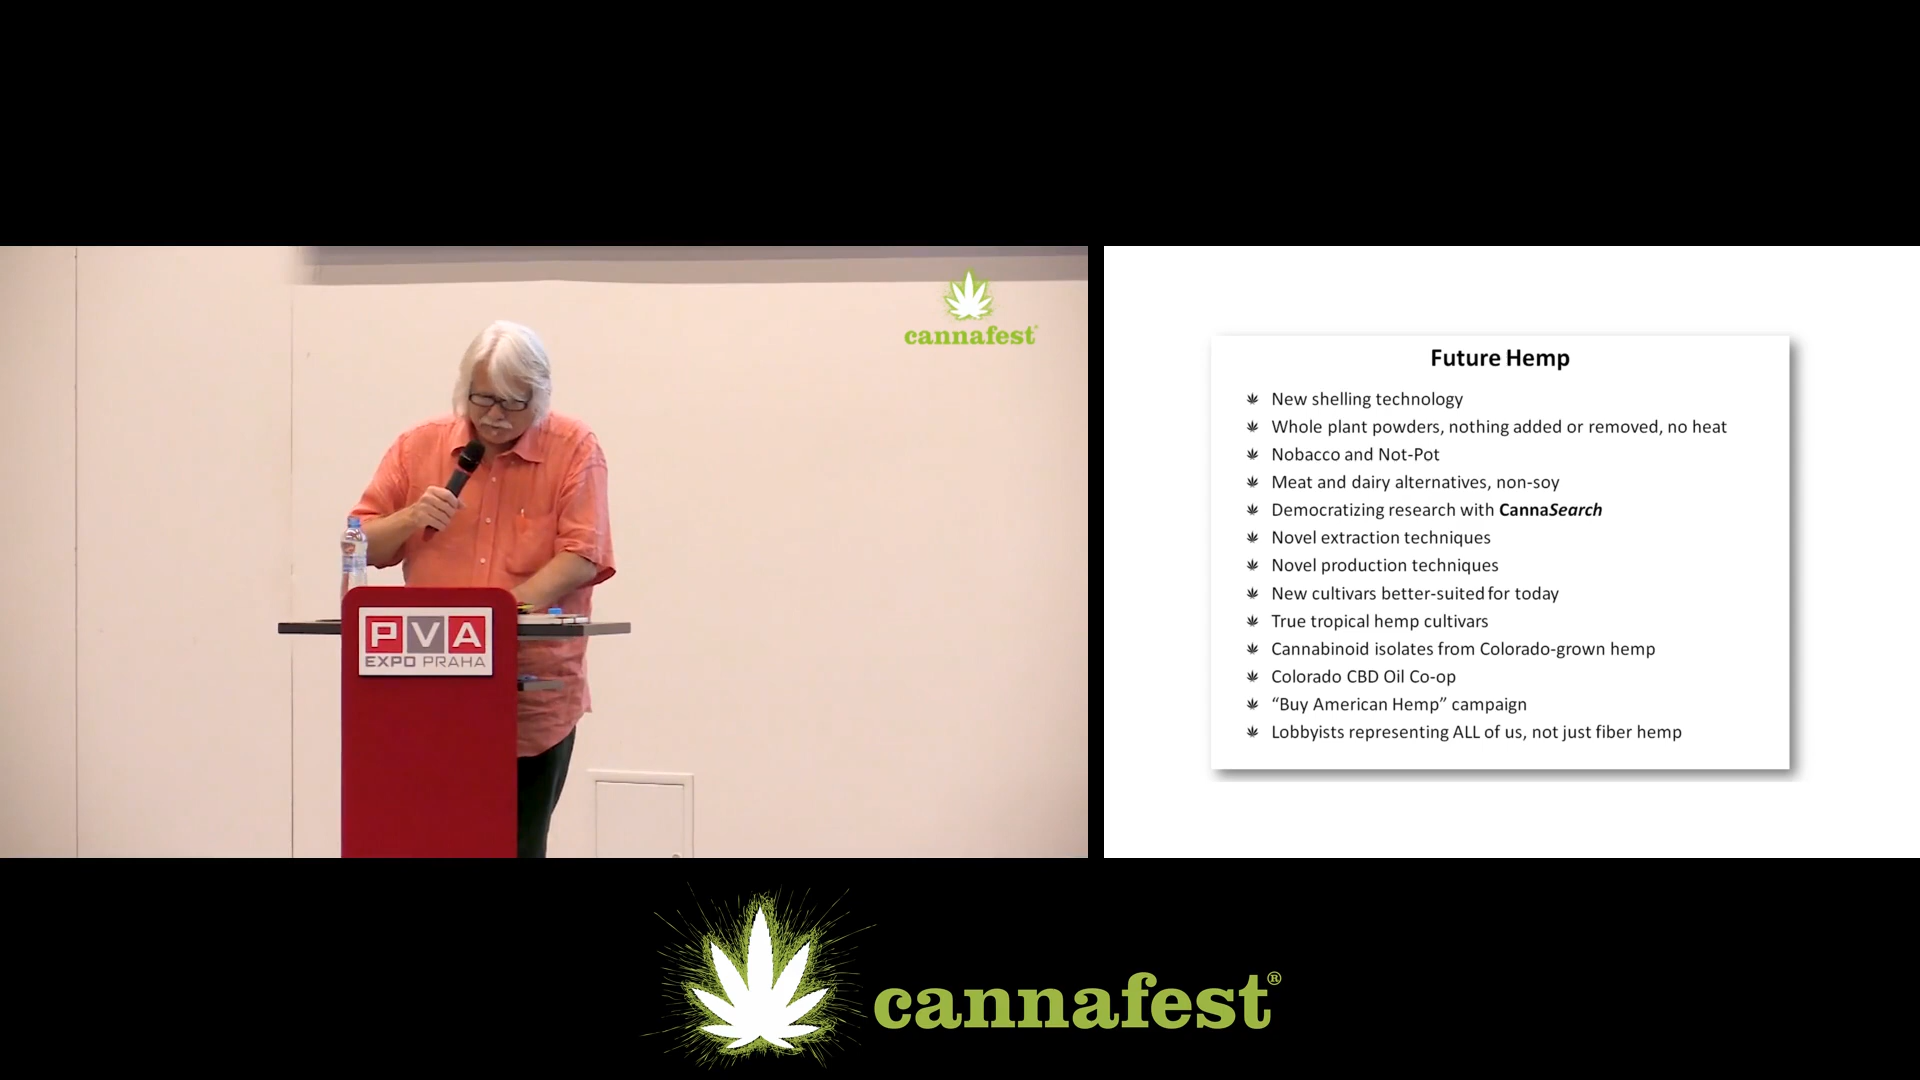 cannafest
PVA
EXPO PRAHA
Future Hemp
New shelling technology
Whole plant powders, nothing added or removed, no heat
Nobacco and Not-Pot
Meat and dairy alternatives, non-soy
Democratizing research with CannaSearch
Novel extraction techniques
Novel production techniques
New cultivars better-suited for today
True tropical hemp cultivars
Cannabinoid isolates from Colorado-grown hemp
Colorado CBD Oil Co-op
“Buy American Hemp” campaign
Lobbyists representing ALL of us, not just fiber hemp
cannafest®